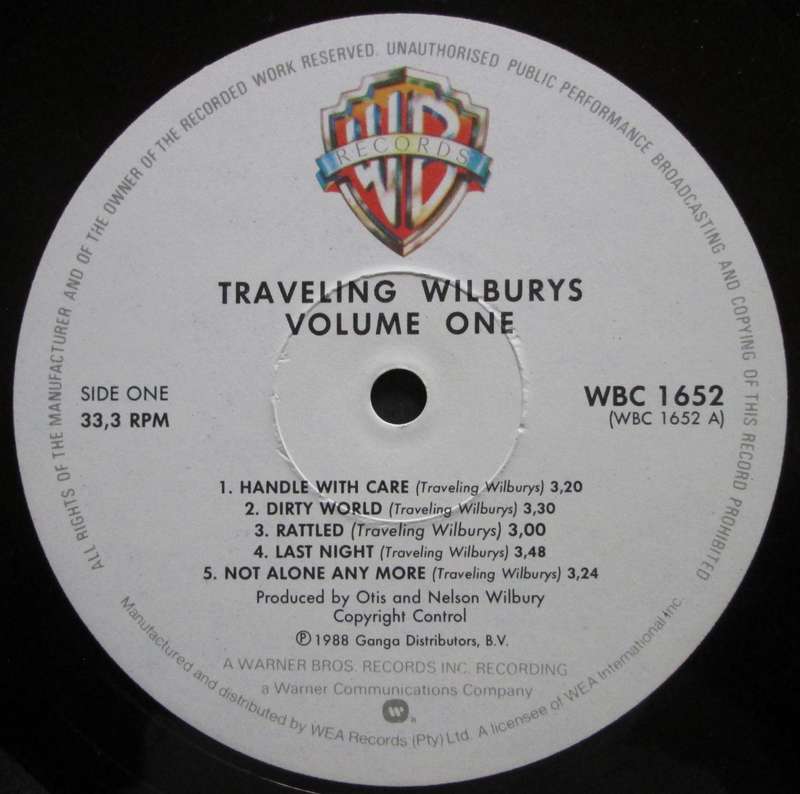 ALL RIGHTS OF THE MANUFACTURER AND OF THE OWNER OF THE RECORDED WORK RESERVED. UNAUTHORISED PUBLIC PERFORMANCE BROADCASTING AND COPYING OF THIS RECORD PROHIBITED
WB
RECORDS
TRAVELING WILBURYS
VOLUME ONE
SIDE ONE
33,3 RPM
WBC 1652
(WBC 1652 A)
1. HANDLE WITH CARE (Traveling Wilburys) 3,20
2. DIRTY WORLD (Traveling Wilburys) 3,30
3. RATTLED (Traveling Wilburys) 3,00
4. LAST NIGHT (Traveling Wilburys) 3,48
5. NOT ALONE ANY MORE (Traveling Wilburys) 3,24
Produced by Otis and Nelson Wilbury
Copyright Control
℗ 1988 Ganga Distributors, B.V.
A WARNER BROS. RECORDS INC. RECORDING
a Warner Communications Company
Manufactured and distributed by WEA Records (Pty) Ltd. A licensee of WEA International Inc.